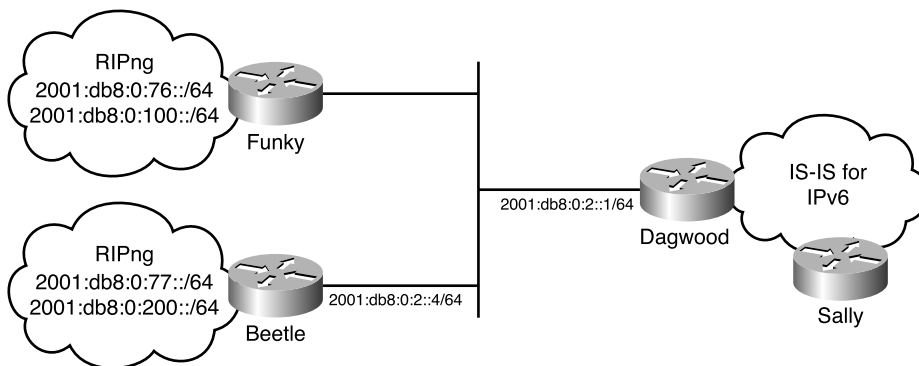 RIPng
2001:db8:0:76::/64
2001:db8:0:100::/64
Funky
RIPng
2001:db8:0:77::/64
2001:db8:0:200::/64
Beetle
2001:db8:0:2::4/64
2001:db8:0:2::1/64
Dagwood
IS-IS for
IPv6
Sally